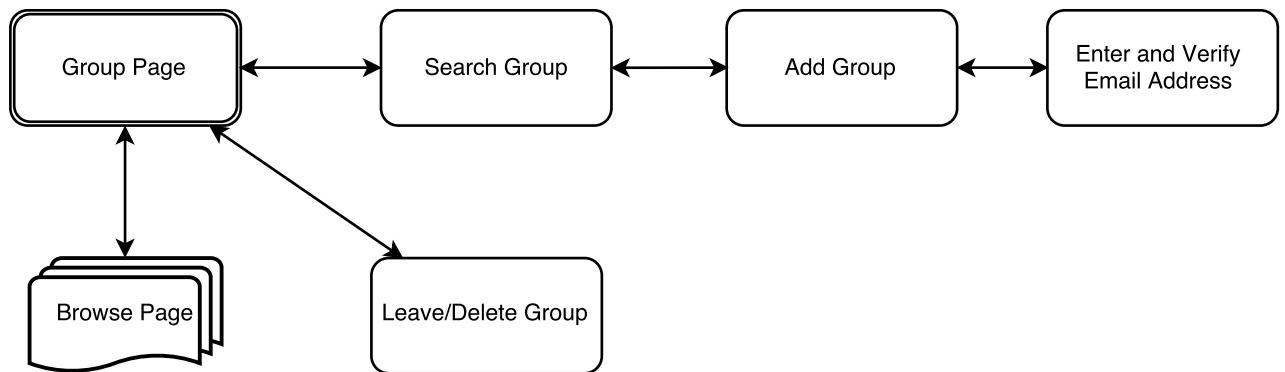 Group Page
Search Group
Add Group
Enter and Verify
Email Address
Browse Page
Leave/Delete Group